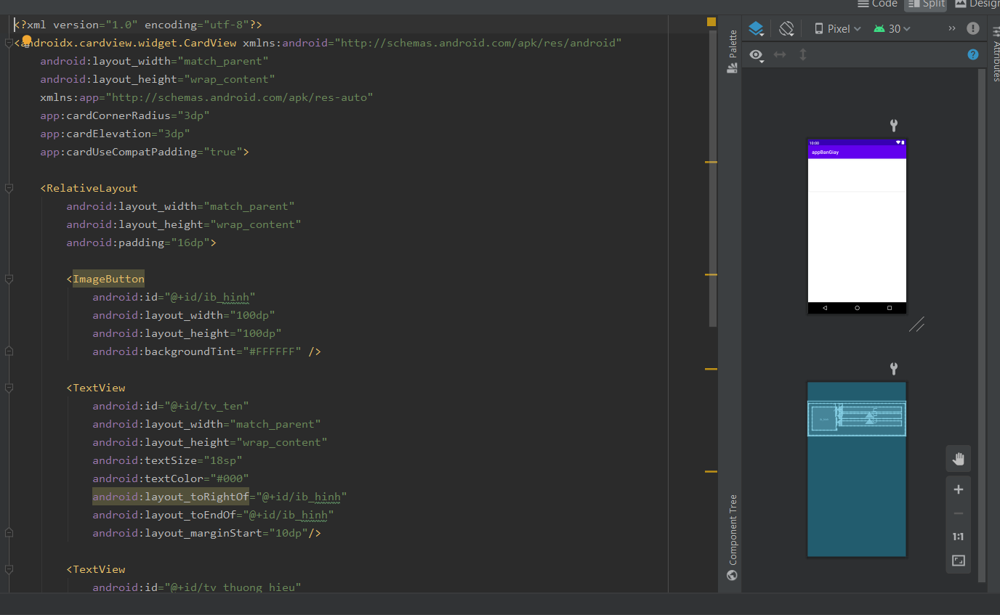 Code Split Design
<?xml version="1.0" encoding="utf-8"?>
<androidx.cardview.widget.CardView xmlns:android="http://schemas.android.com/apk/res/android"
android:layout_width="match_parent"
android:layout_height="wrap_content"
xmlns:app="http://schemas.android.com/apk/res-auto"
app:cardCornerRadius="3dp"
app:cardElevation="3dp"
app:cardUseCompatPadding="true">
<RelativeLayout
android:layout_width="match_parent"
android:layout_height="wrap_content"
android:padding="16dp">
<ImageButton
android:id="@+id/ib_hinh"
android:layout_width="100dp"
android:layout_height="100dp"
android:backgroundTint="#FFFFFF" />
<TextView
android:id="@+id/tv_ten"
android:layout_width="match_parent"
android:layout_height="wrap_content"
android:textSize="18sp"
android:textColor="#000"
android:layout_toRightOf="@+id/ib_hinh"
android:layout_toEndOf="@+id/ib_hinh"
android:layout_marginStart="10dp"/>
<TextView
android:id="@+id/tv_thuong_hieu"
Palette
Component Tree
Pixel
30
Attributes
10:00
appBanGiay
1:1